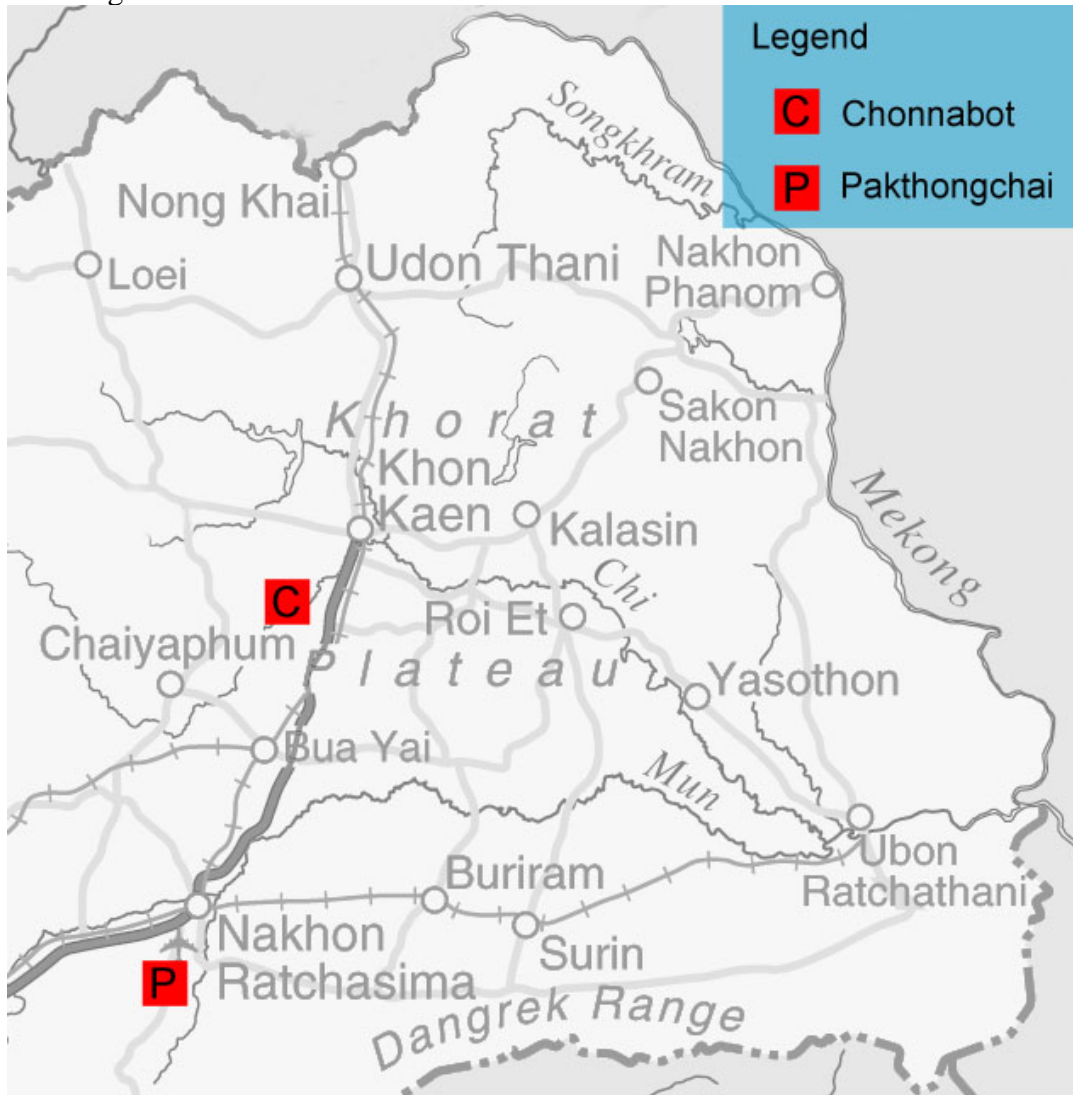 Legend
C Chonnabot
P Pakthongchai
Songkhram
Nong Khai
Loei
Udon Thani
Nakhon
Phanom
Sakon
Nakhon
Khorat
Khon
Kaen
Kalasin
Mekong
C
Chi
Roi Et
Chaiyaphum
Plateau
Yasothon
Bua Yai
Mun
Ubon
Ratchathani
Buriram
Surin
Nakhon
Ratchasima
P
Dangrek Range